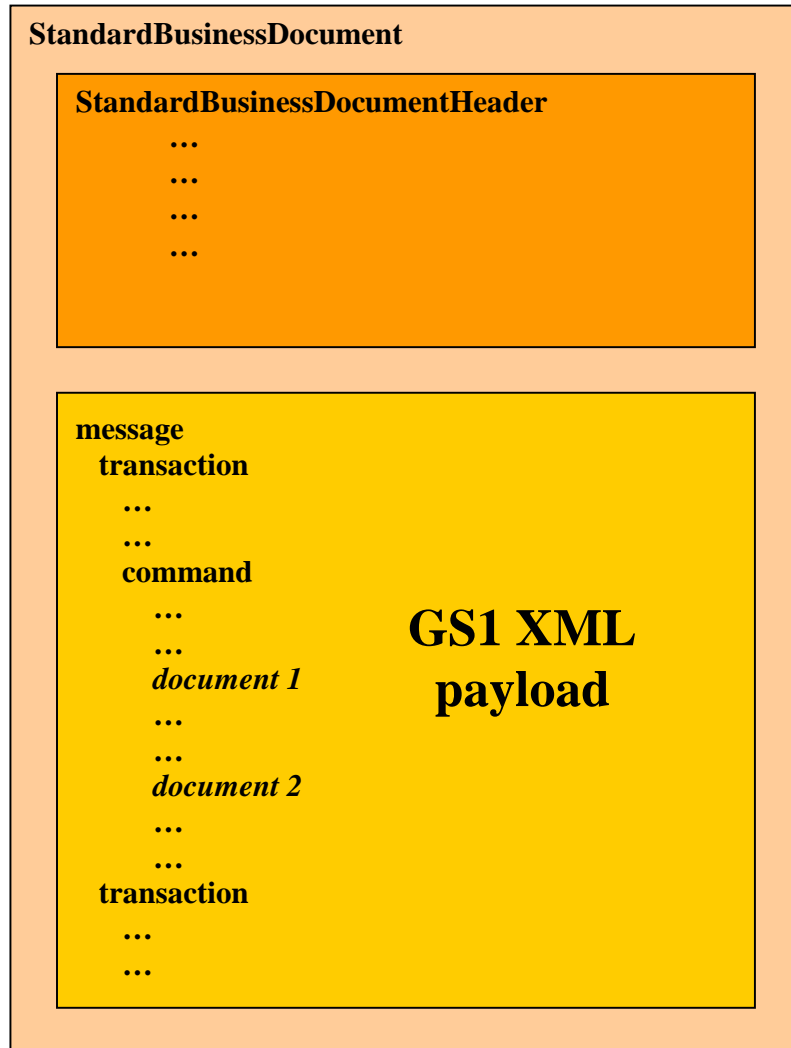 StandardBusinessDocument
StandardBusinessDocumentHeader
…
…
…
…
message
transaction
…
…
command
…
…
document 1
…
…
document 2
…
…
transaction
…
…
GS1 XML
payload